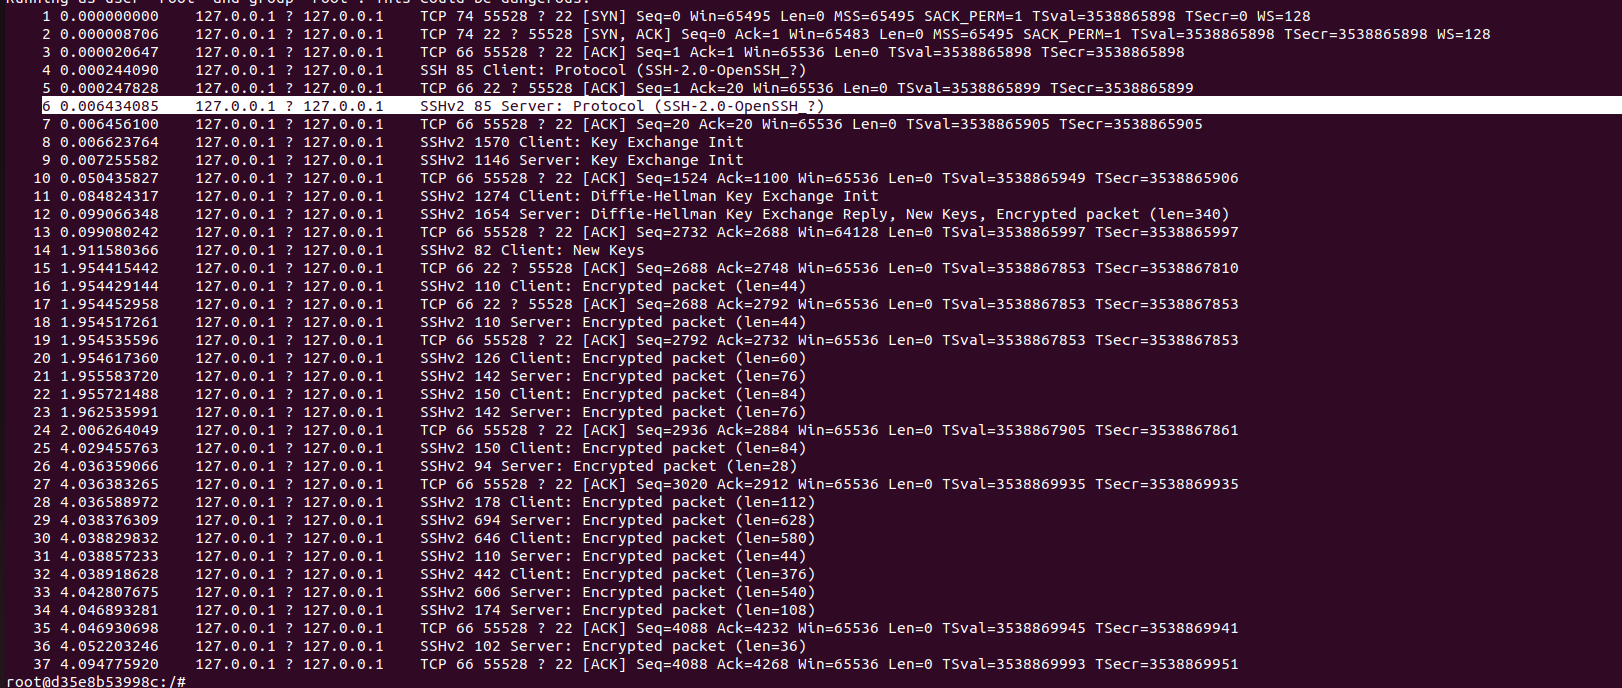 Running as user "root" and group "root". This could be dangerous.
1 0.000000000 127.0.0.1 ? 127.0.0.1 TCP 74 55528 ? 22 [SYN] Seq=0 Win=65495 Len=0 MSS=65495 SACK_PERM=1 TSval=3538865898 TSecr=0 WS=128
2 0.000008706 127.0.0.1 ? 127.0.0.1 TCP 74 22 ? 55528 [SYN, ACK] Seq=0 Ack=1 Win=65483 Len=0 MSS=65495 SACK_PERM=1 TSval=3538865898 TSecr=3538865898 WS=128
3 0.000020647 127.0.0.1 ? 127.0.0.1 TCP 66 55528 ? 22 [ACK] Seq=1 Ack=1 Win=65536 Len=0 TSval=3538865898 TSecr=3538865898
4 0.000244090 127.0.0.1 ? 127.0.0.1 SSH 85 Client: Protocol (SSH-2.0-OpenSSH_?)
5 0.000247828 127.0.0.1 ? 127.0.0.1 TCP 66 22 ? 55528 [ACK] Seq=1 Ack=20 Win=65536 Len=0 TSval=3538865899 TSecr=3538865899
6 0.006434085 127.0.0.1 ? 127.0.0.1 SSHv2 85 Server: Protocol (SSH-2.0-OpenSSH_?)
7 0.006456100 127.0.0.1 ? 127.0.0.1 TCP 66 55528 ? 22 [ACK] Seq=20 Ack=20 Win=65536 Len=0 TSval=3538865905 TSecr=3538865905
8 0.006623764 127.0.0.1 ? 127.0.0.1 SSHv2 1570 Client: Key Exchange Init
9 0.007255582 127.0.0.1 ? 127.0.0.1 SSHv2 1146 Server: Key Exchange Init
10 0.050435827 127.0.0.1 ? 127.0.0.1 TCP 66 55528 ? 22 [ACK] Seq=1524 Ack=1100 Win=65536 Len=0 TSval=3538865949 TSecr=3538865906
11 0.084824317 127.0.0.1 ? 127.0.0.1 SSHv2 1274 Client: Diffie-Hellman Key Exchange Init
12 0.099066348 127.0.0.1 ? 127.0.0.1 SSHv2 1654 Server: Diffie-Hellman Key Exchange Reply, New Keys, Encrypted packet (len=340)
13 0.099080242 127.0.0.1 ? 127.0.0.1 TCP 66 55528 ? 22 [ACK] Seq=2732 Ack=2688 Win=64128 Len=0 TSval=3538865997 TSecr=3538865997
14 1.911580366 127.0.0.1 ? 127.0.0.1 SSHv2 82 Client: New Keys
15 1.954415442 127.0.0.1 ? 127.0.0.1 TCP 66 22 ? 55528 [ACK] Seq=2688 Ack=2748 Win=65536 Len=0 TSval=3538867853 TSecr=3538867810
16 1.954429144 127.0.0.1 ? 127.0.0.1 SSHv2 110 Client: Encrypted packet (len=44)
17 1.954452958 127.0.0.1 ? 127.0.0.1 TCP 66 22 ? 55528 [ACK] Seq=2688 Ack=2792 Win=65536 Len=0 TSval=3538867853 TSecr=3538867853
18 1.954517261 127.0.0.1 ? 127.0.0.1 SSHv2 110 Server: Encrypted packet (len=44)
19 1.954535596 127.0.0.1 ? 127.0.0.1 TCP 66 55528 ? 22 [ACK] Seq=2792 Ack=2732 Win=65536 Len=0 TSval=3538867853 TSecr=3538867853
20 1.954617360 127.0.0.1 ? 127.0.0.1 SSHv2 126 Client: Encrypted packet (len=60)
21 1.955583720 127.0.0.1 ? 127.0.0.1 SSHv2 142 Server: Encrypted packet (len=76)
22 1.955721488 127.0.0.1 ? 127.0.0.1 SSHv2 150 Client: Encrypted packet (len=84)
23 1.962535991 127.0.0.1 ? 127.0.0.1 SSHv2 142 Server: Encrypted packet (len=76)
24 2.006264049 127.0.0.1 ? 127.0.0.1 TCP 66 55528 ? 22 [ACK] Seq=2936 Ack=2884 Win=65536 Len=0 TSval=3538867905 TSecr=3538867861
25 4.029455763 127.0.0.1 ? 127.0.0.1 SSHv2 150 Client: Encrypted packet (len=84)
26 4.036359066 127.0.0.1 ? 127.0.0.1 SSHv2 94 Server: Encrypted packet (len=28)
27 4.036383265 127.0.0.1 ? 127.0.0.1 TCP 66 55528 ? 22 [ACK] Seq=3020 Ack=2912 Win=65536 Len=0 TSval=3538869935 TSecr=3538869935
28 4.036588972 127.0.0.1 ? 127.0.0.1 SSHv2 178 Client: Encrypted packet (len=112)
29 4.038376309 127.0.0.1 ? 127.0.0.1 SSHv2 694 Server: Encrypted packet (len=628)
30 4.038829832 127.0.0.1 ? 127.0.0.1 SSHv2 646 Client: Encrypted packet (len=580)
31 4.038857233 127.0.0.1 ? 127.0.0.1 SSHv2 110 Server: Encrypted packet (len=44)
32 4.038918628 127.0.0.1 ? 127.0.0.1 SSHv2 442 Client: Encrypted packet (len=376)
33 4.042807675 127.0.0.1 ? 127.0.0.1 SSHv2 606 Server: Encrypted packet (len=540)
34 4.046893281 127.0.0.1 ? 127.0.0.1 SSHv2 174 Server: Encrypted packet (len=108)
35 4.046930698 127.0.0.1 ? 127.0.0.1 TCP 66 55528 ? 22 [ACK] Seq=4088 Ack=4232 Win=65536 Len=0 TSval=3538869945 TSecr=3538869941
36 4.052203246 127.0.0.1 ? 127.0.0.1 SSHv2 102 Server: Encrypted packet (len=36)
37 4.094775920 127.0.0.1 ? 127.0.0.1 TCP 66 55528 ? 22 [ACK] Seq=4088 Ack=4268 Win=65536 Len=0 TSval=3538869993 TSecr=3538869951
root@d35e8b53998c:/#